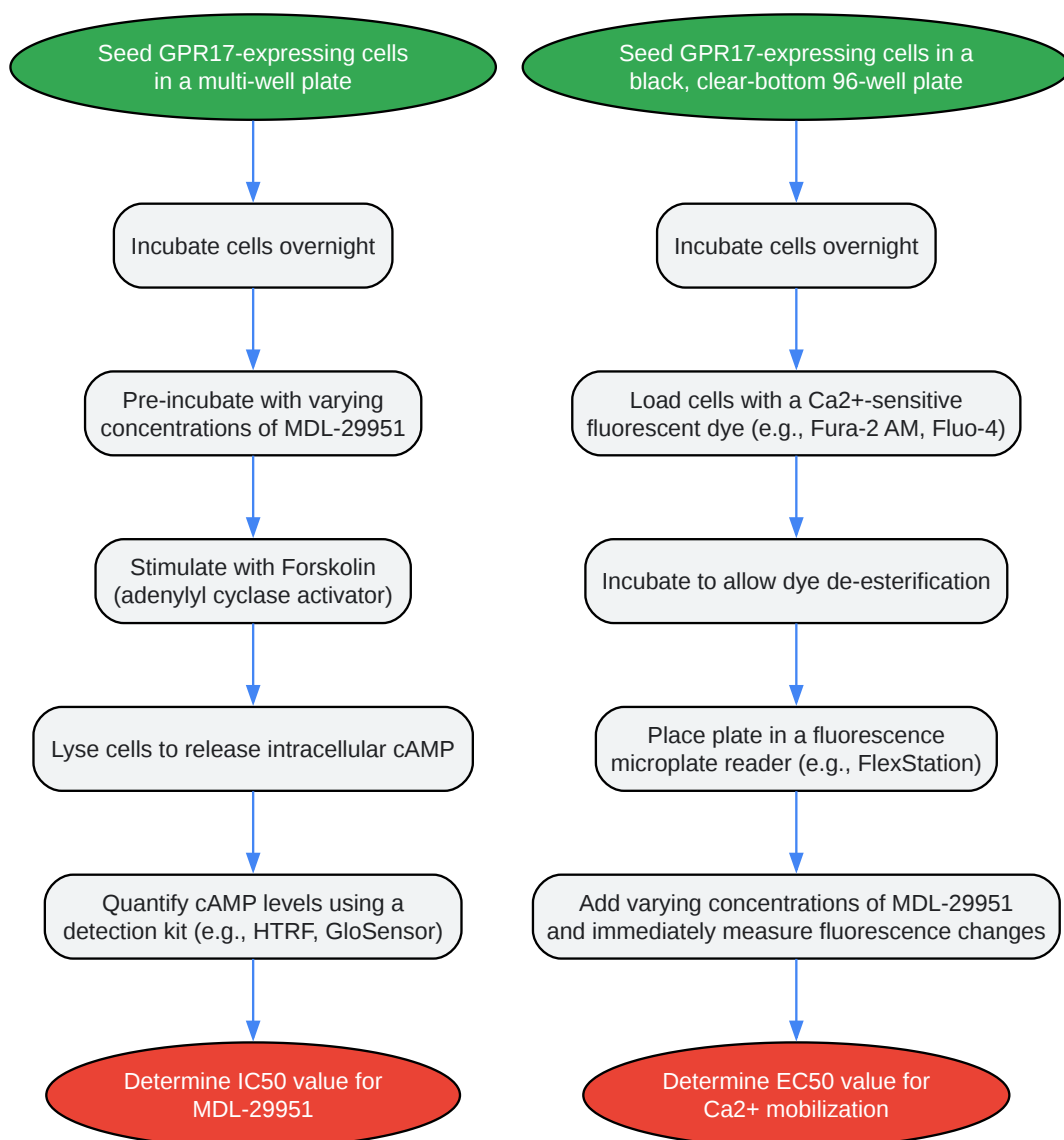 Seed GPR17-expressing cells
in a multi-well plate
Incubate cells overnight
Pre-incubate with varying
concentrations of MDL-29951
Stimulate with Forskolin
(adenylyl cyclase activator)
Lyse cells to release intracellular cAMP
Quantify cAMP levels using a
detection kit (e.g., HTRF, GloSensor)
Determine IC50 value for
MDL-29951
Seed GPR17-expressing cells in a
black, clear-bottom 96-well plate
Incubate cells overnight
Load cells with a Ca2+-sensitive
fluorescent dye (e.g., Fura-2 AM, Fluo-4)
Incubate to allow dye de-esterification
Place plate in a fluorescence
microplate reader (e.g., FlexStation)
Add varying concentrations of MDL-29951
and immediately measure fluorescence changes
Determine EC50 value for
Ca2+ mobilization